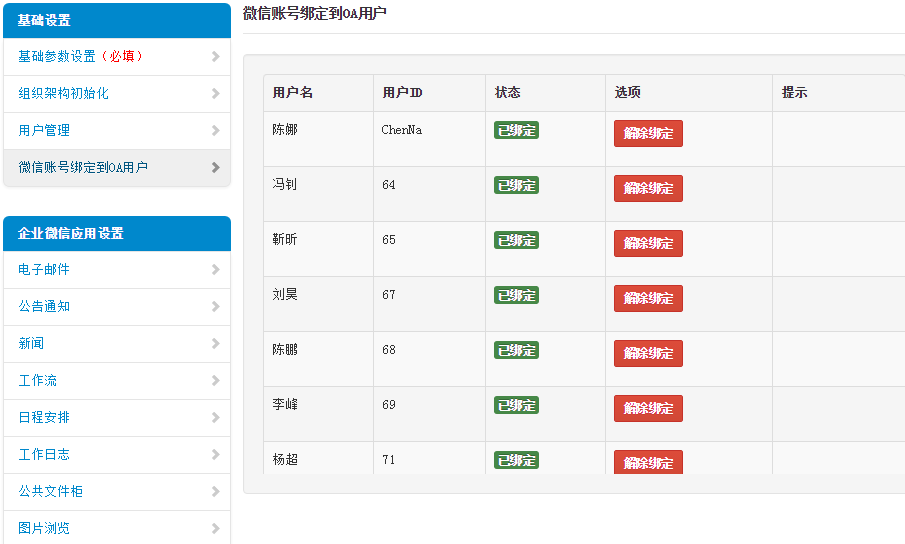 基础设置
基础参数设置（必填）
组织架构初始化
用户管理
微信账号绑定到OA用户
企业微信应用设置
电子邮件
公告通知
新闻
工作流
日程安排
工作日志
公共文件柜
图片浏览
微信账号绑定到OA用户
用户名 用户ID 状态 选项 提示
陈娜 ChenNa 已绑定 解除绑定
冯钊 64 已绑定 解除绑定
靳昕 65 已绑定 解除绑定
刘昊 67 已绑定 解除绑定
陈鹏 68 已绑定 解除绑定
李峰 69 已绑定 解除绑定
杨超 71 已绑定 解除绑定